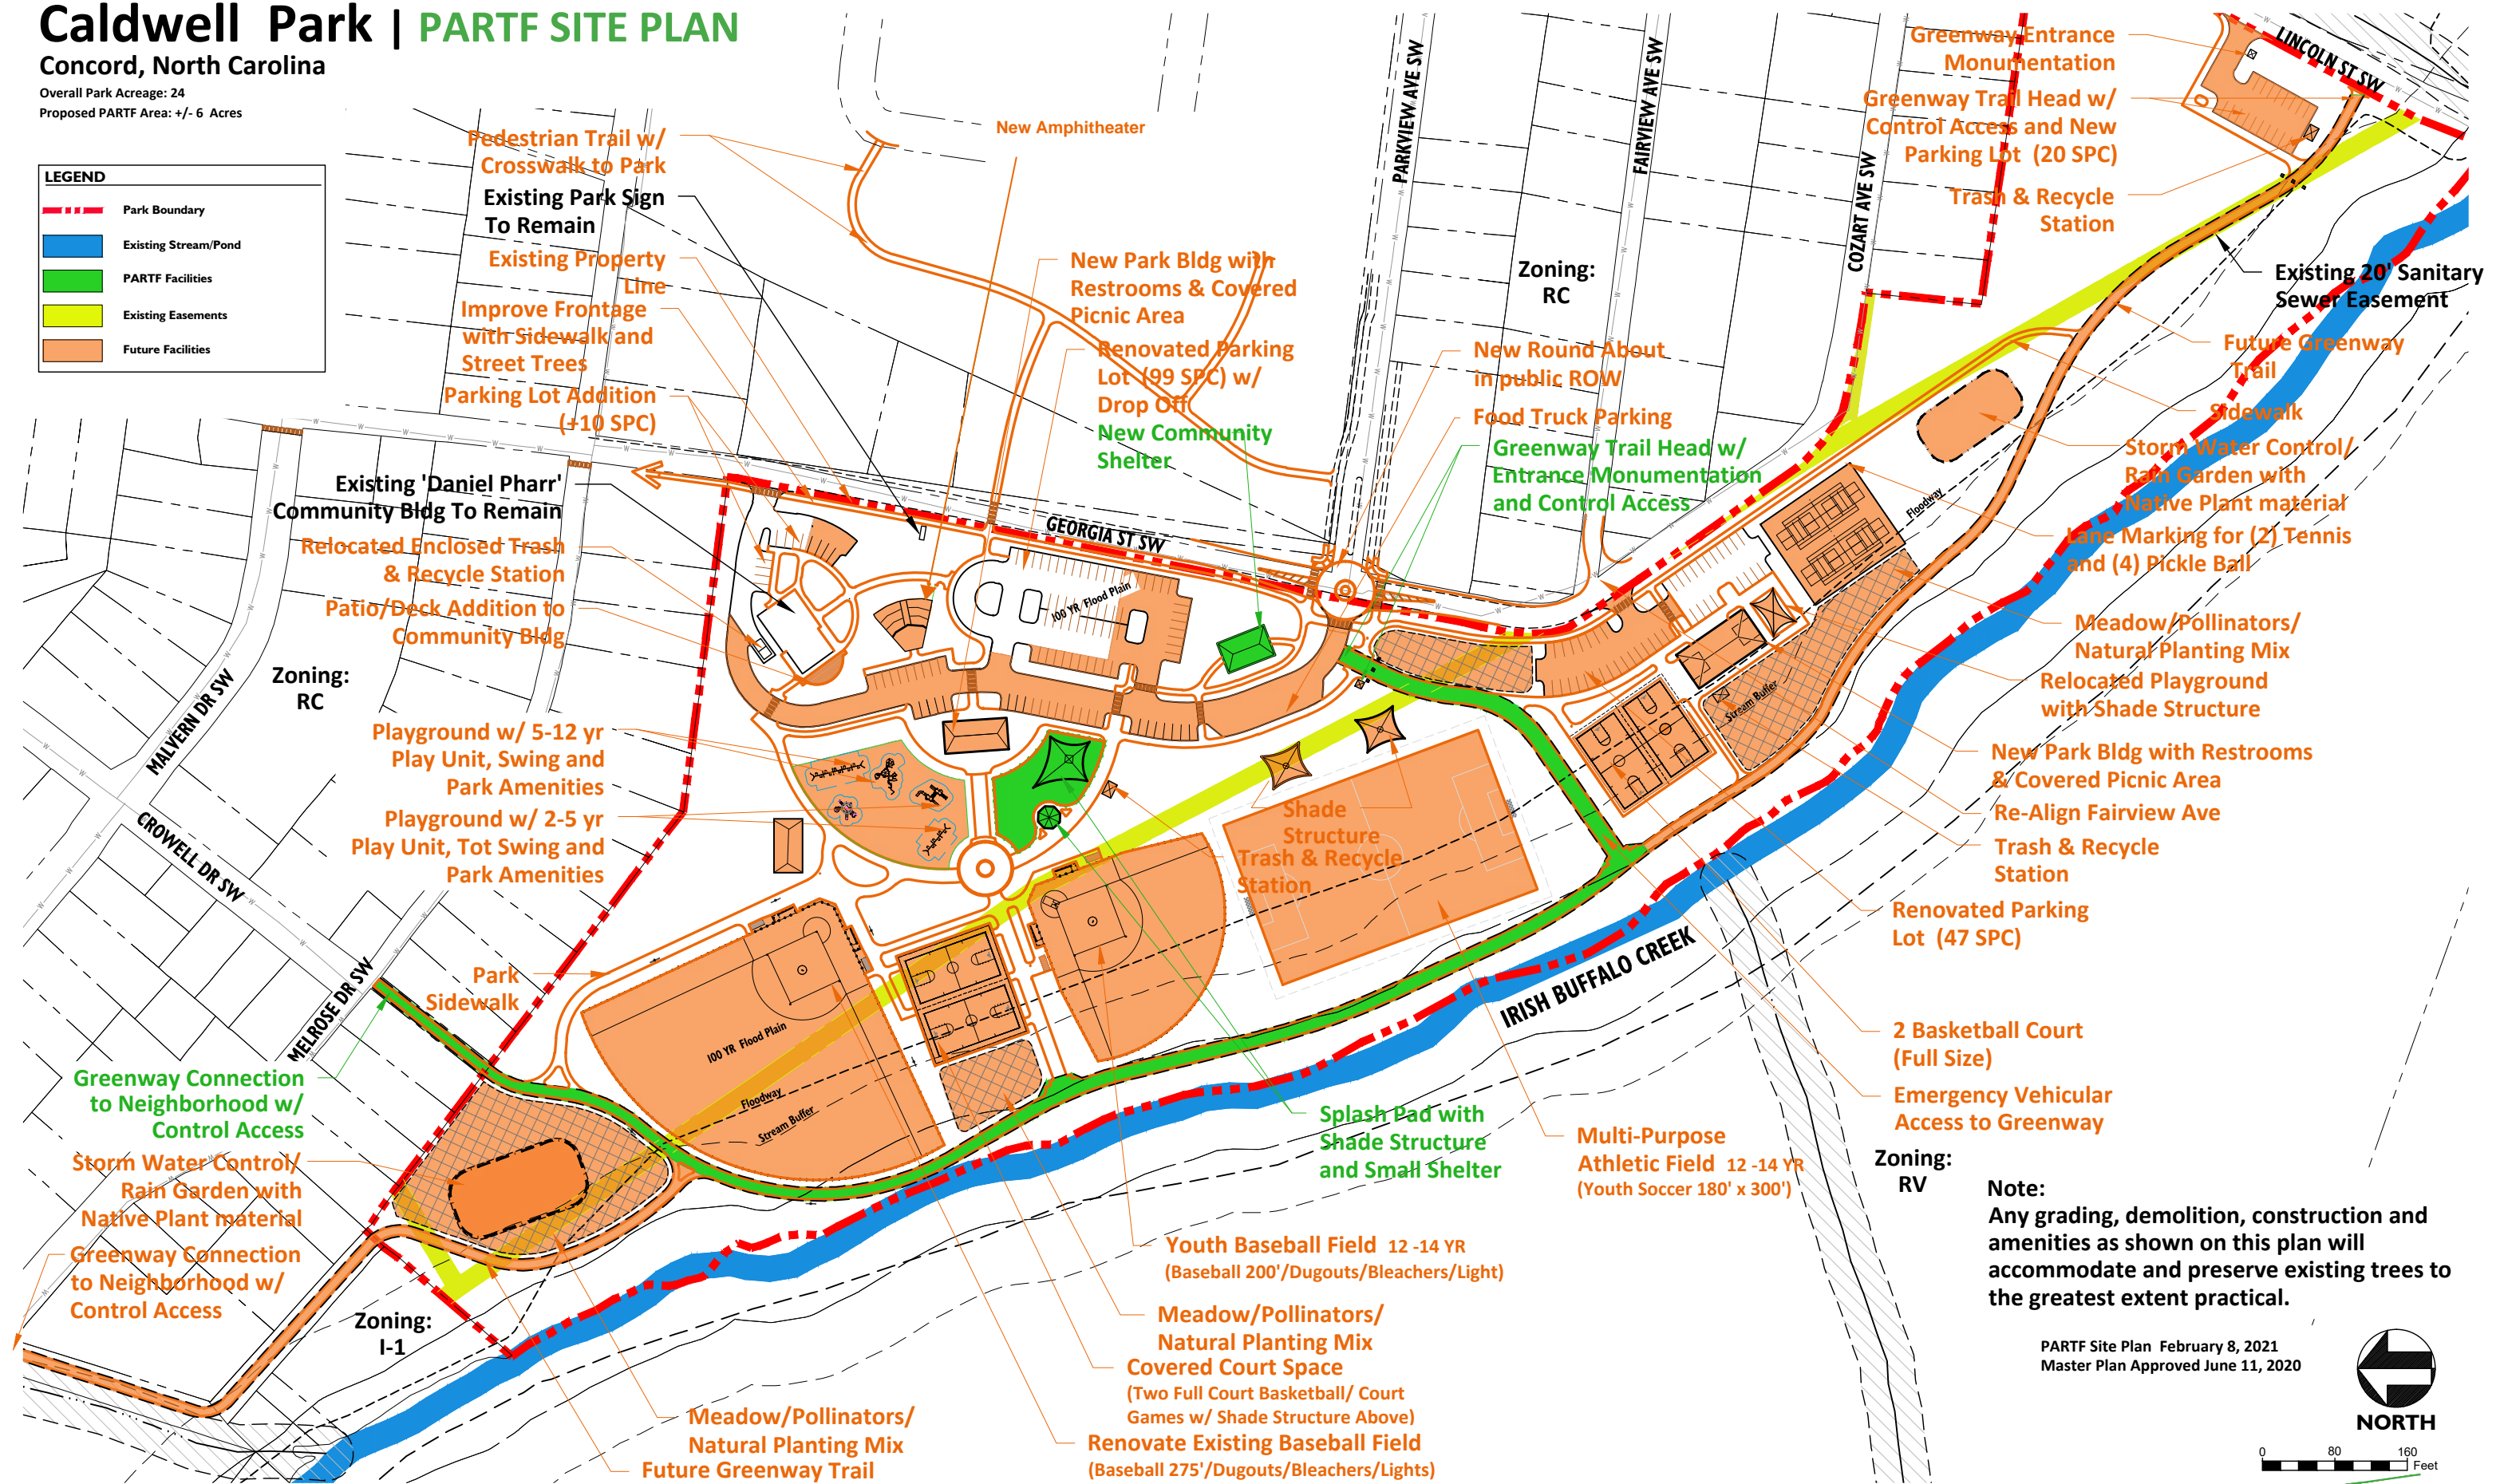 Caldwell Park | PARTF SITE PLAN
Concord, North Carolina
Overall Park Acreage: 24
Proposed PARTF Area: +/- 6 Acres
LEGEND
Park Boundary
Existing Stream/Pond
PARTF Facilities
Existing Easements
Future Facilities
Pedestrian Trail w/
Crosswalk to Park
Existing Park Sign
To Remain
Existing Property
Line
Improve Frontage
with Sidewalk and
Street Trees
Parking Lot Addition
(+10 SPC)
Existing 'Daniel Pharr'
Community Bldg To Remain
Relocated Enclosed Trash
& Recycle Station
Patio/Deck Addition to
Community Bldg
Zoning:
RC
Playground w/ 5-12 yr
Play Unit, Swing and
Park Amenities
Playground w/ 2-5 yr
Play Unit, Tot Swing and
Park Amenities
MALVERN DR SW
CROWELL DR SW
MELROSE DR SW
Park
Sidewalk
Greenway Connection
to Neighborhood w/
Control Access
Storm Water Control/
Rain Garden with
Native Plant material
Greenway Connection
to Neighborhood w/
Control Access
Zoning:
I-1
New Amphitheater
New Park Bldg with
Restrooms & Covered
Picnic Area
Renovated Parking
Lot (99 SPC) w/
Drop Off
New Community
Shelter
GEORGIA ST SW
100 YR Flood Plain
PARKVIEW AVE SW
FAIRVIEW AVE SW
COZART AVE SW
LINCOLN ST SW
Zoning:
RC
New Round About
in public ROW
Food Truck Parking
Greenway Trail Head w/
Entrance Monumentation
and Control Access
Greenway Entrance
Monumentation
Greenway Trail Head w/
Control Access and New
Parking Lot (20 SPC)
Trash & Recycle
Station
Existing 20' Sanitary
Sewer Easement
Future Greenway
Trail
Sidewalk
Storm Water Control/
Rain Garden with
Native Plant material
Lane Marking for (2) Tennis
and (4) Pickle Ball
Meadow/Pollinators/
Natural Planting Mix
Relocated Playground
with Shade Structure
New Park Bldg with Restrooms
& Covered Picnic Area
Re-Align Fairview Ave
Trash & Recycle
Station
Renovated Parking
Lot (47 SPC)
2 Basketball Court
(Full Size)
Emergency Vehicular
Access to Greenway
Floodway
Stream Buffer
Shade
Structure
Trash & Recycle
Station
100 YR Flood Plain
Floodway
Stream Buffer
IRISH BUFFALO CREEK
Splash Pad with
Shade Structure
and Small Shelter
Multi-Purpose
Athletic Field 12 -14 YR
(Youth Soccer 180' x 300')
Youth Baseball Field 12 -14 YR
(Baseball 200'/Dugouts/Bleachers/Light)
Meadow/Pollinators/
Natural Planting Mix
Covered Court Space
(Two Full Court Basketball/ Court
Games w/ Shade Structure Above)
Renovate Existing Baseball Field
(Baseball 275'/Dugouts/Bleachers/Lights)
Meadow/Pollinators/
Natural Planting Mix
Future Greenway Trail
Zoning:
RV
Note:
Any grading, demolition, construction and
amenities as shown on this plan will
accommodate and preserve existing trees to
the greatest extent practical.
PARTF Site Plan February 8, 2021
Master Plan Approved June 11, 2020
NORTH
0 80 160
Feet